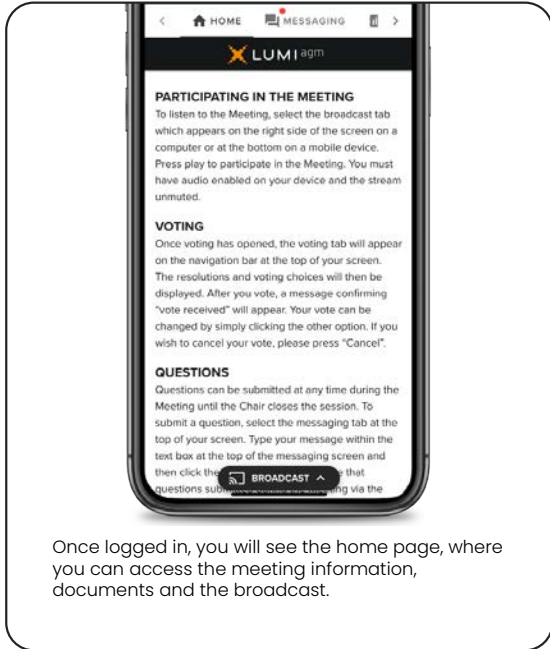 HOME MESSAGING
LUMI agm
PARTICIPATING IN THE MEETING
To listen to the Meeting, select the broadcast tab
which appears on the right side of the screen on a
computer or at the bottom on a mobile device.
Press play to participate in the Meeting. You must
have audio enabled on your device and the stream
unmuted.
VOTING
Once voting has opened, the voting tab will appear
on the navigation bar at the top of your screen.
The resolutions and voting choices will then be
displayed. After you vote, a message confirming
"vote received" will appear. Your vote can be
changed by simply clicking the other option. If you
wish to cancel your vote, please press "Cancel".
QUESTIONS
Questions can be submitted at any time during the
Meeting until the Chair closes the session. To
submit a question, select the messaging tab at the
top of your screen. Type your message within the
text box at the top of the messaging screen and
then click the that
BROADCAST
questions via the
Once logged in, you will see the home page, where
you can access the meeting information,
documents and the broadcast.